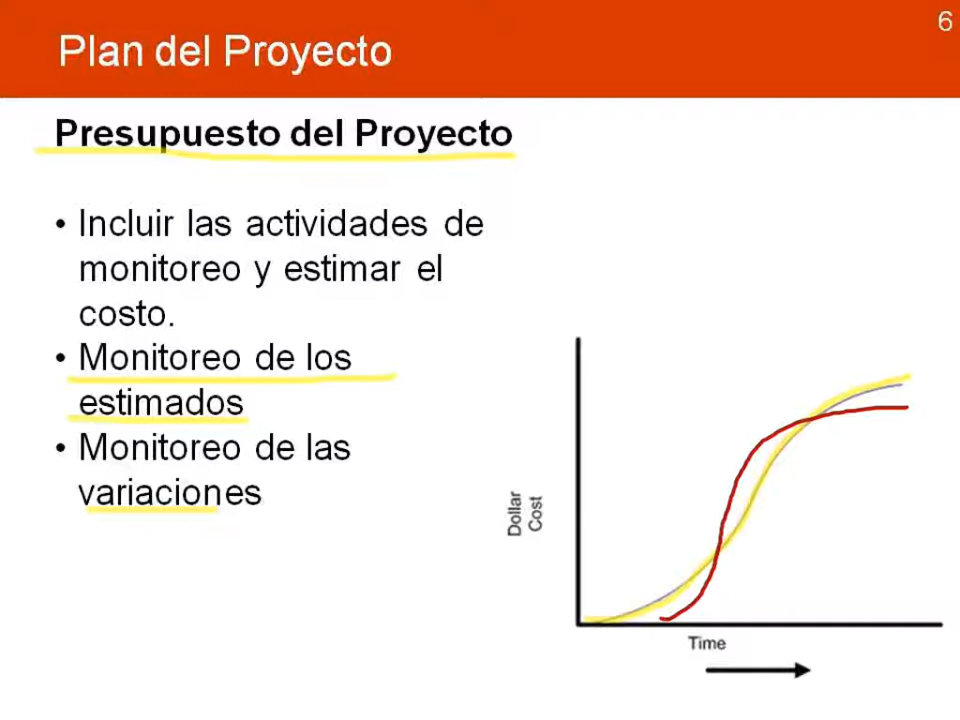 6
Plan del Proyecto
Presupuesto del Proyecto
• Incluir las actividades de
monitoreo y estimar el
costo.
• Monitoreo de los
estimados
• Monitoreo de las
variaciones
Dollar
Cost
Time